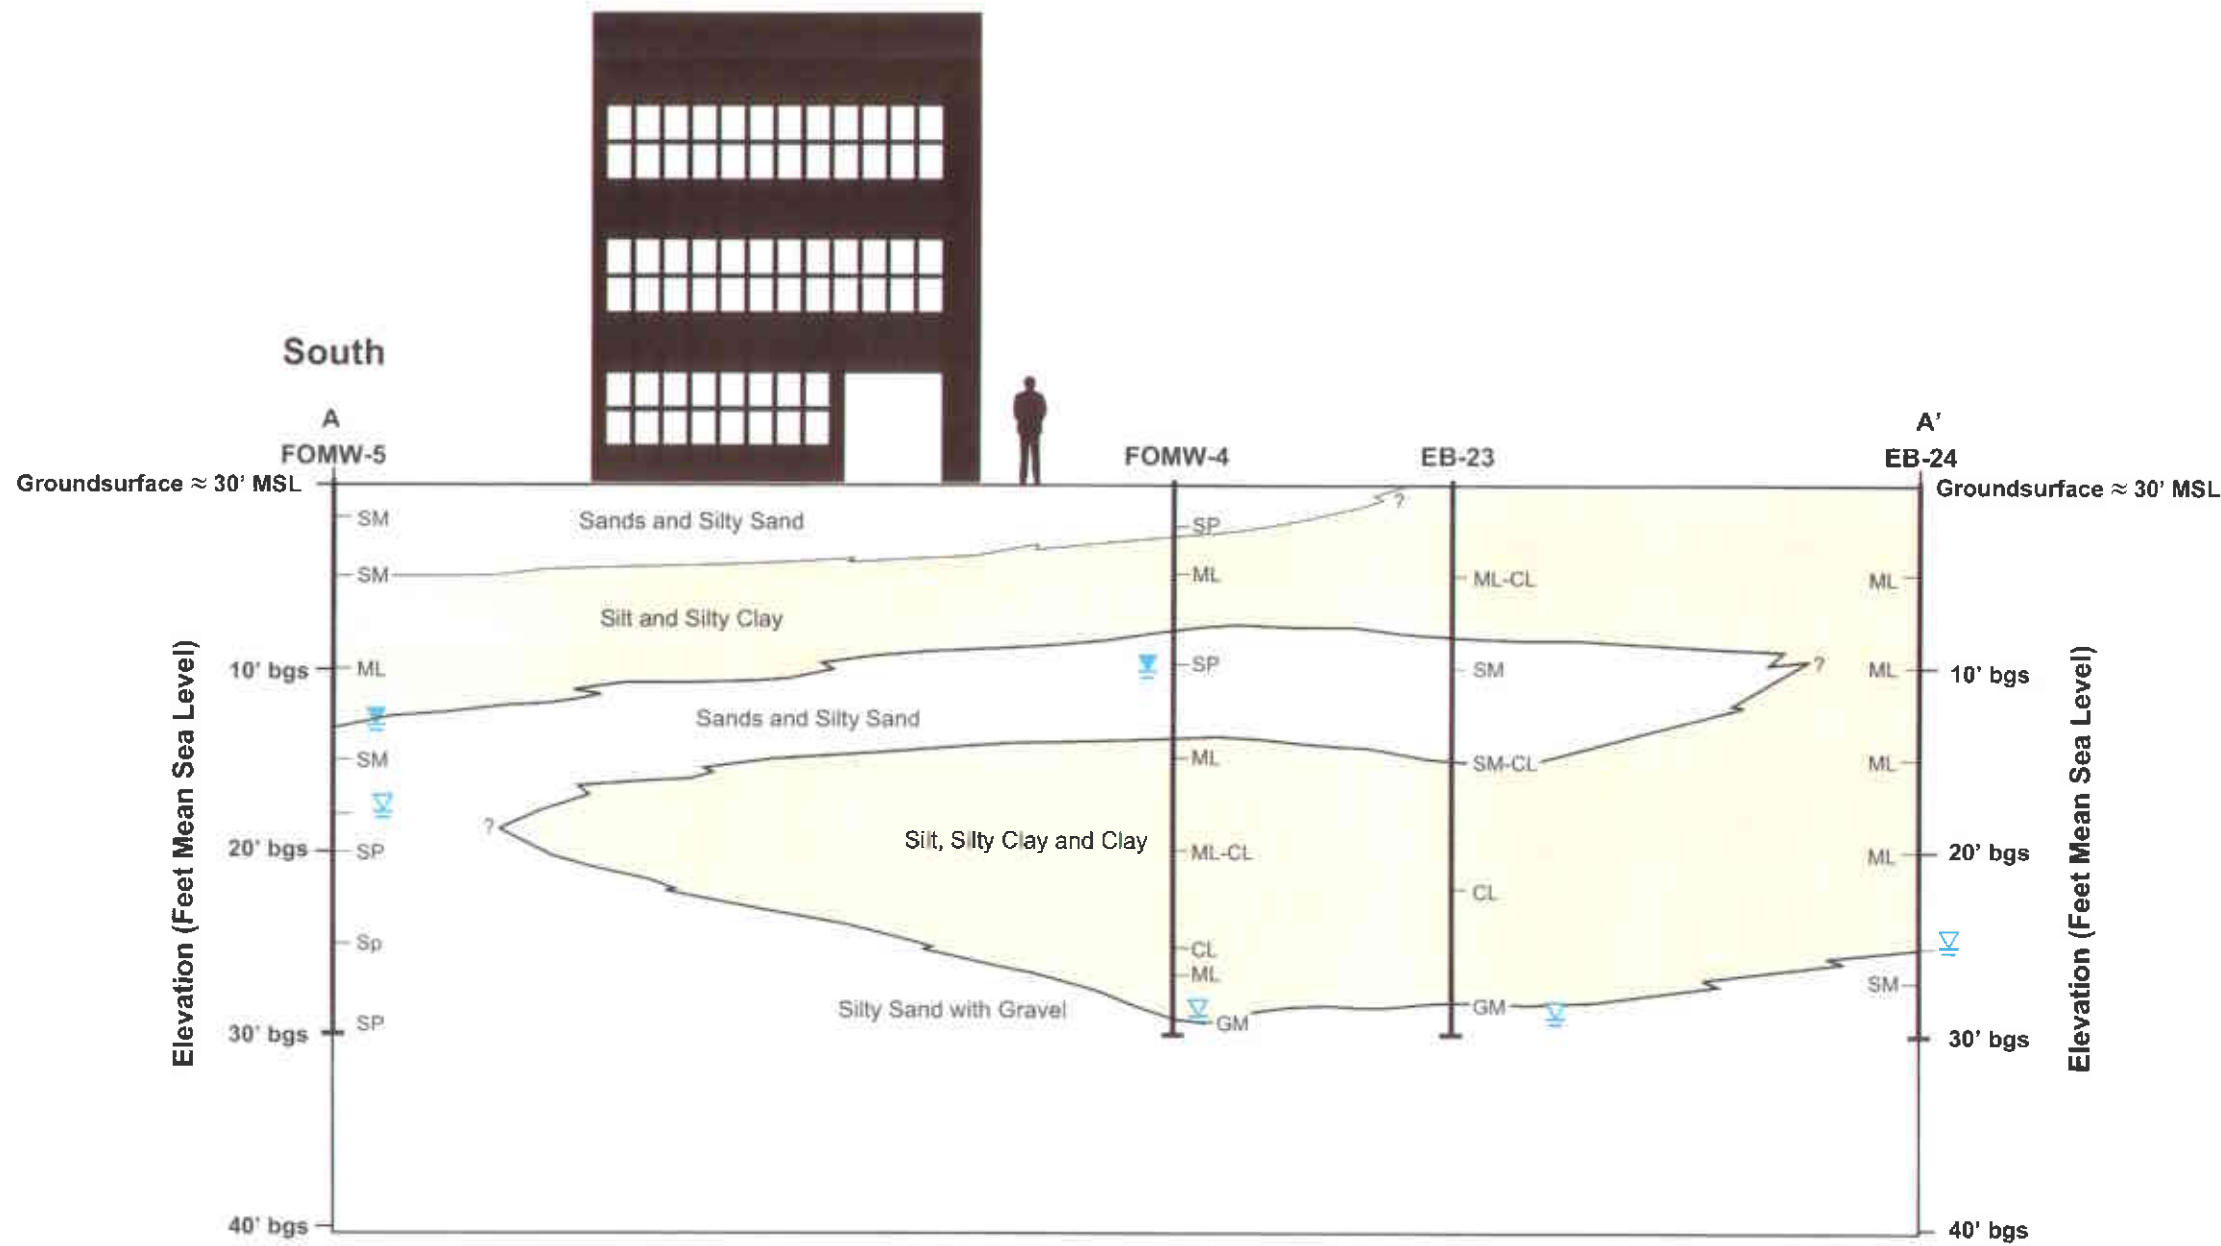 South
A
A'
FOMW-5
FOMW-4
EB-23
EB-24
Groundsurface ≈ 30' MSL
Groundsurface ≈ 30' MSL
?
SM
Sands and Silty Sand
SP
SM
ML
ML-CL
ML
Silt and Silty Clay
10' bgs
ML
SP
SM
?
ML
10' bgs
Sands and Silty Sand
SM
ML
SM-CL
ML
?
Silt, Silty Clay and Clay
20' bgs
SP
ML-CL
ML
20' bgs
CL
Sp
CL
ML
SM
Silty Sand with Gravel
GM
SP
GM
30' bgs
30' bgs
40' bgs
40' bgs
Elevation (Feet Mean Sea Level)
Elevation (Feet Mean Sea Level)